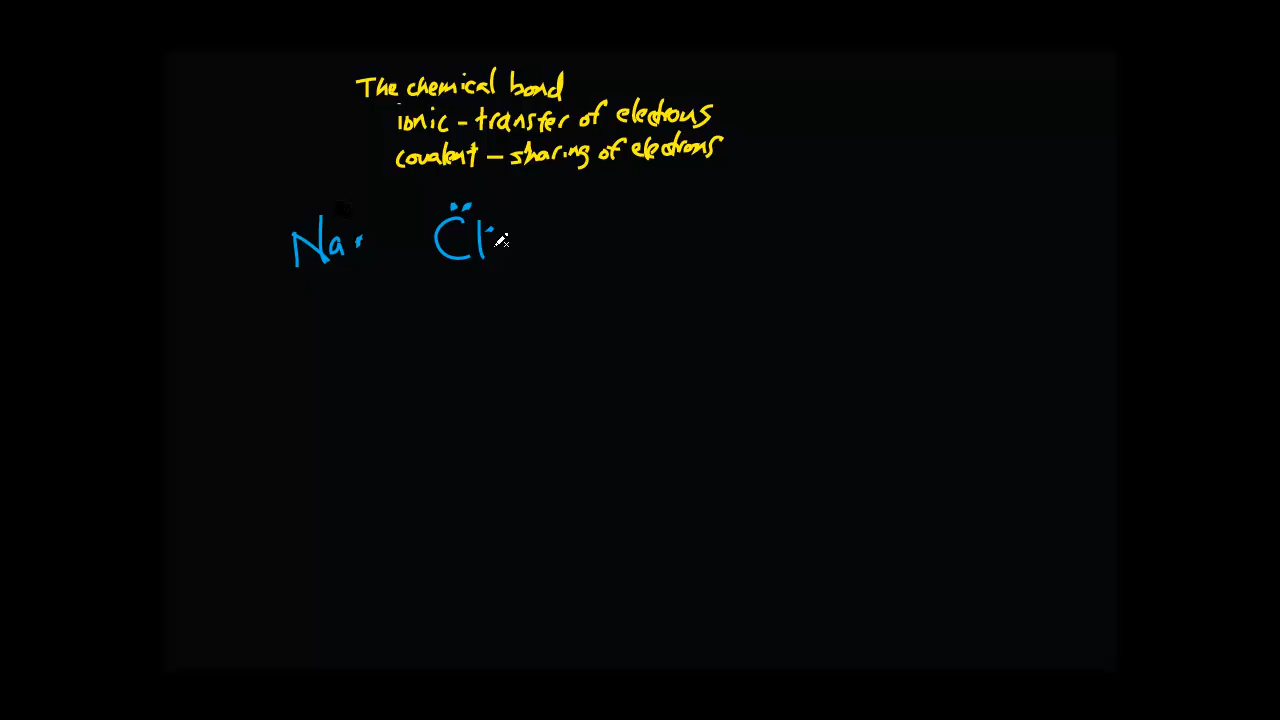 The chemical bond
ionic - transfer of electrons
covalent - sharing of electrons
Na· Cl